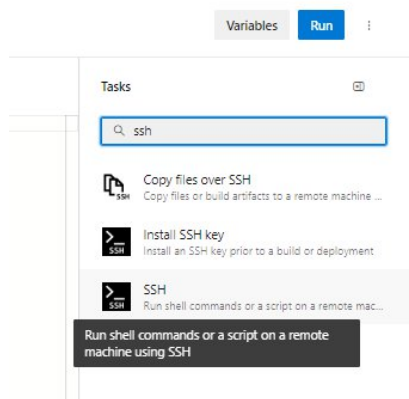 Variables
Run
Tasks
ssh
Copy files over SSH
SSH
Copy files or build artifacts to a remote machine ...
Install SSH key
SSH
Install an SSH key prior to a build or deployment
SSH
SSH
Run shell commands or a script on a remote mac...
Run shell commands or a script on a remote
machine using SSH